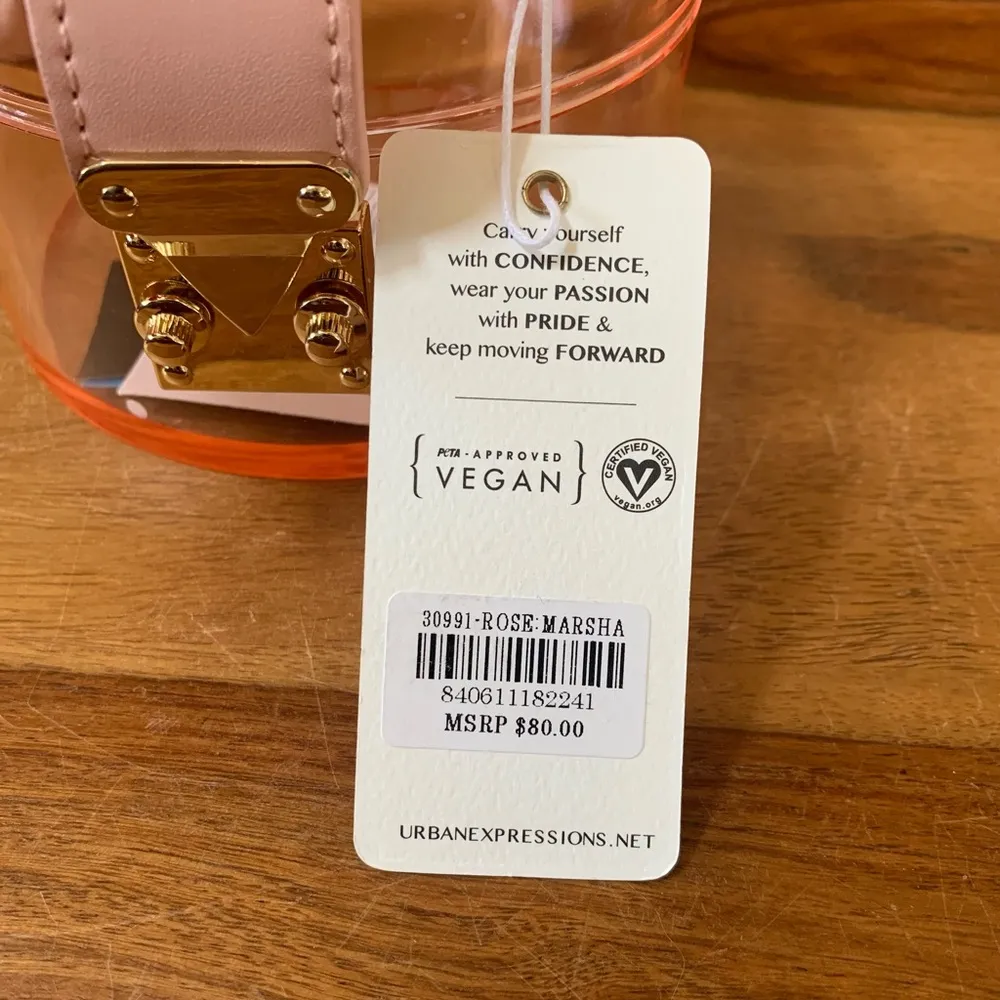 Carry yourself
with CONFIDENCE,
wear your PASSION
with PRIDE &
keep moving FORWARD
PETA - APPROVED
VEGAN
CERTIFIED VEGAN
V
vegan.org
30991-ROSE:MARSHA
840611182241
MSRP $80.00
URBANEXPRESSIONS.NET